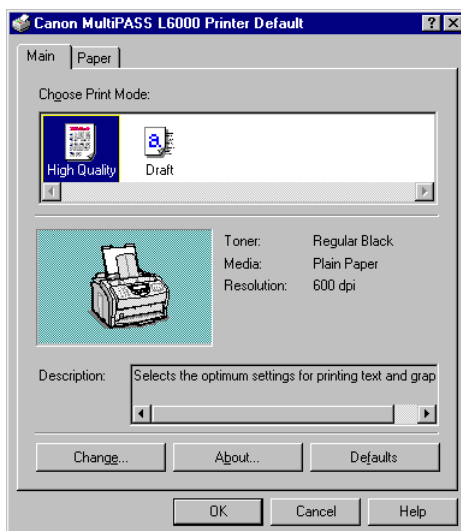 Canon MultiPASS L6000 Printer Default
Main Paper
Choose Print Mode:
High Quality Draft
Toner: Regular Black
Media: Plain Paper
Resolution: 600 dpi
Description: Selects the optimum settings for printing text and grap
Change... About... Defaults
OK Cancel Help